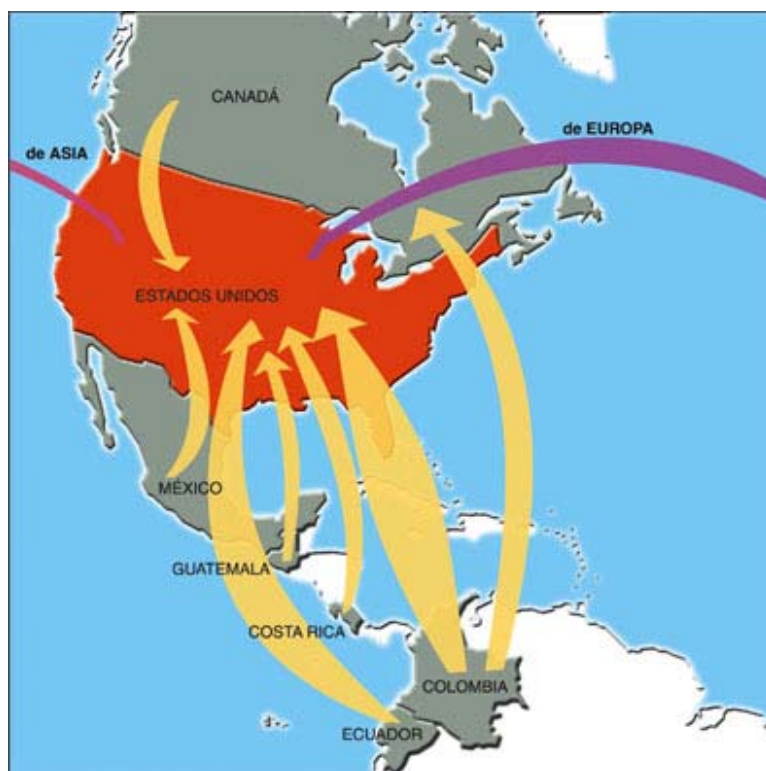 CANADÁ
de EUROPA
de ASIA
ESTADOS UNIDOS
MÉXICO
GUATEMALA
COSTA RICA
COLOMBIA
ECUADOR